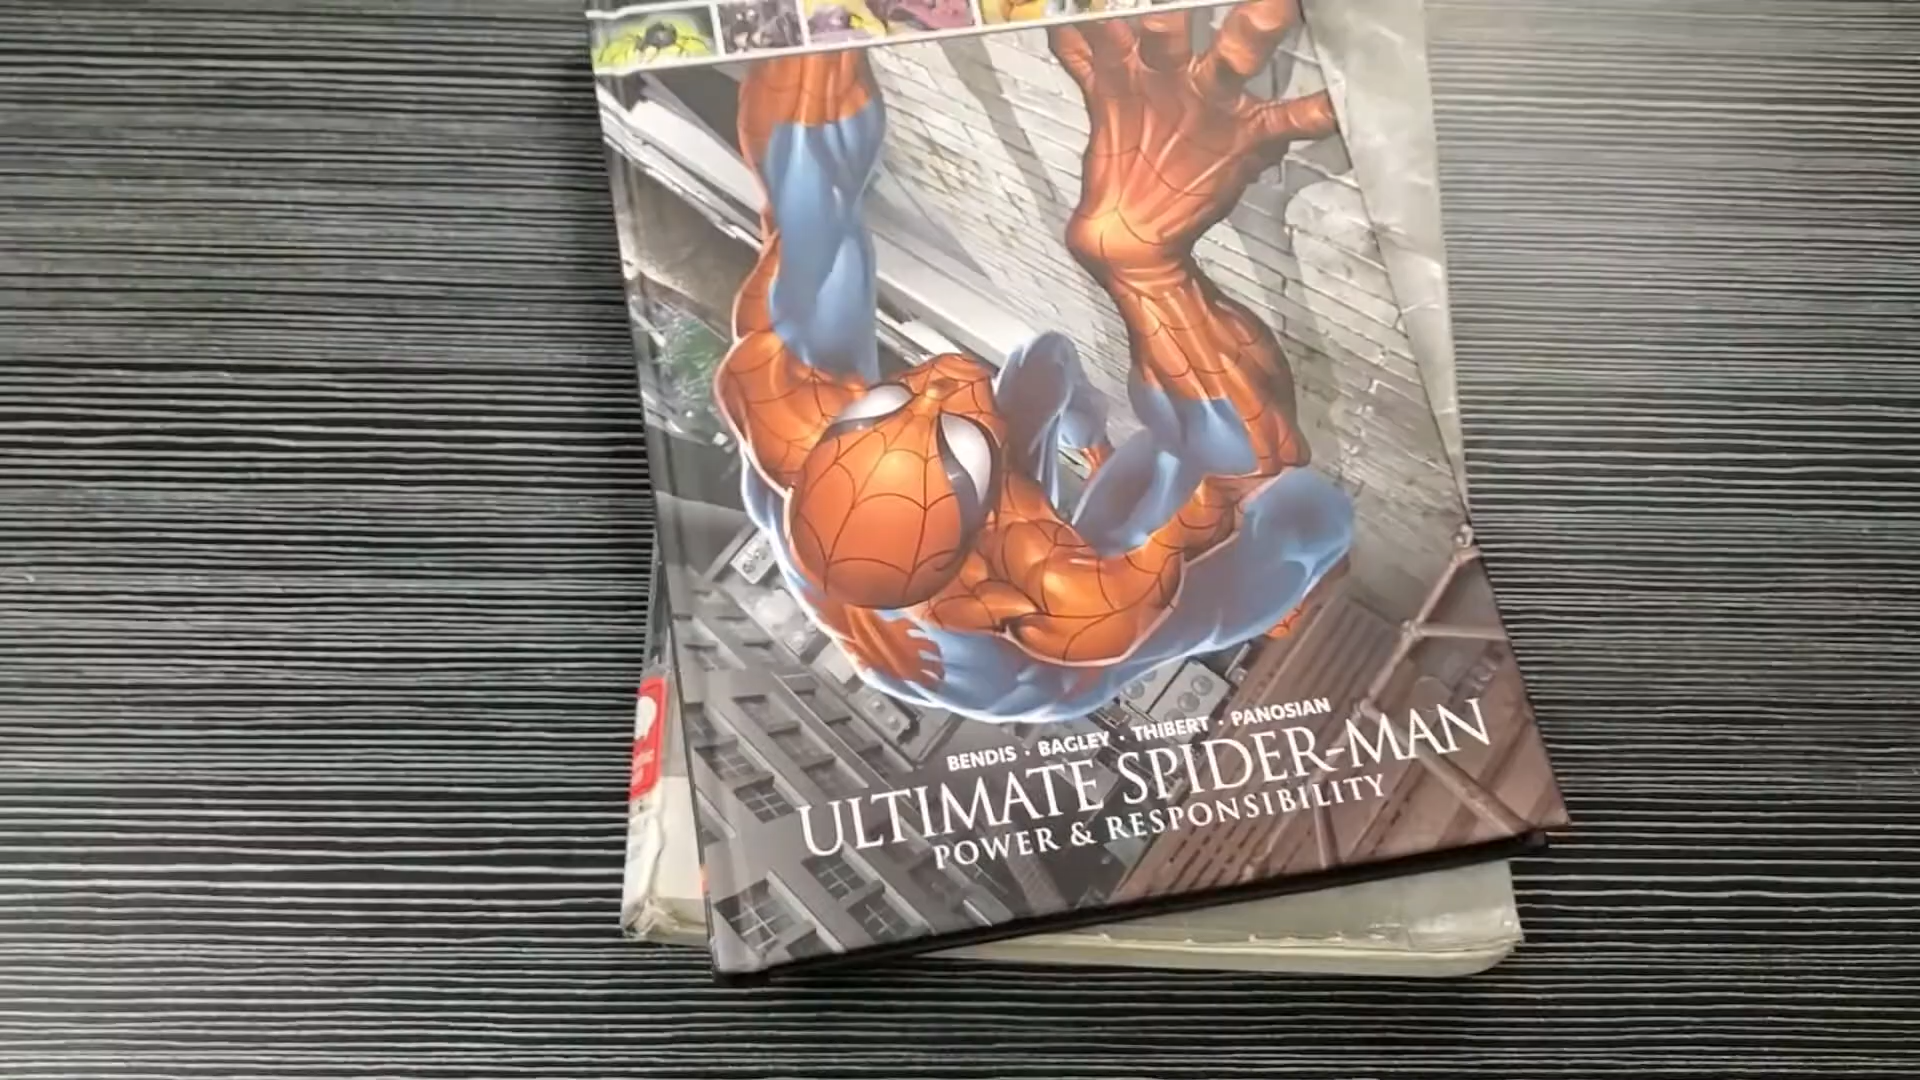 BENDIS · BAGLEY · THIBERT · PANOSIAN
ULTIMATE SPIDER-MAN
POWER & RESPONSIBILITY